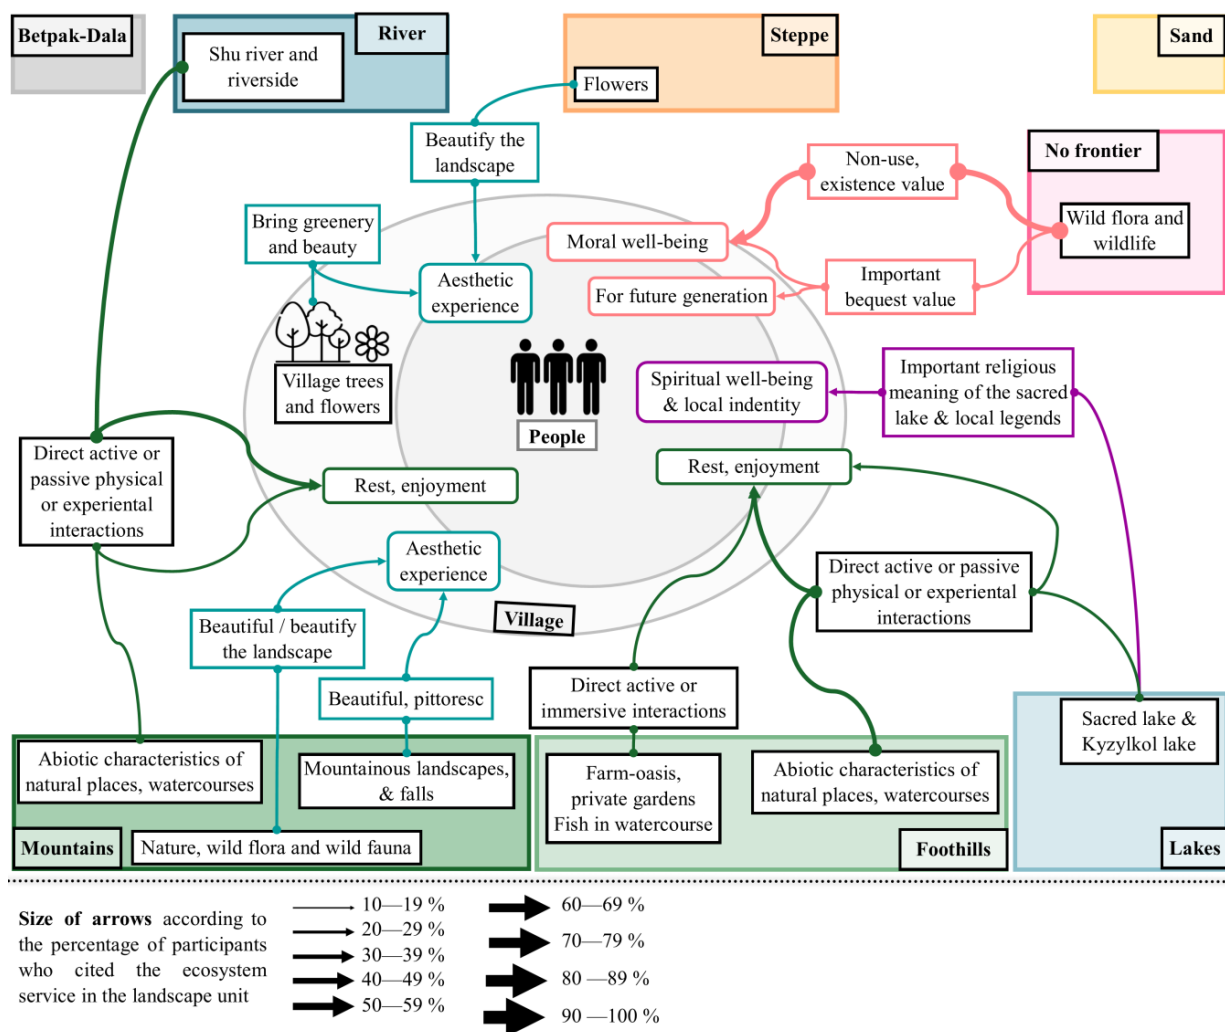 Betpak-Dala
River
Shu river and
riverside
Steppe
Flowers
Sand
Beautify the
landscape
Non-use,
existence value
No frontier
Wild flora and
wildlife
Bring greenery
and beauty
Moral well-being
Aesthetic
experience
For future generation
Important
bequest value
Village trees
and flowers
People
Spiritual well-being
& local indentity
Important religious
meaning of the sacred
lake & local legends
Direct active or
passive physical
or experiental
interactions
Rest, enjoyment
Rest, enjoyment
Aesthetic
experience
Direct active or passive
physical or experiental
interactions
Village
Beautiful / beautify
the landscape
Beautiful, pittoresc
Direct active or
immersive interactions
Sacred lake &
Kyzylkol lake
Abiotic characteristics of
natural places, watercourses
Mountainous landscapes,
& falls
Farm-oasis,
private gardens
Fish in watercourse
Abiotic characteristics of
natural places, watercourses
Mountains
Nature, wild flora and wild fauna
Foothills
Lakes
Size of arrows according to
the percentage of participants
who cited the ecosystem
service in the landscape unit
10—19 %
20—29 %
30—39 %
40—49 %
50—59 %
60—69 %
70—79 %
80 —89 %
90 —100 %